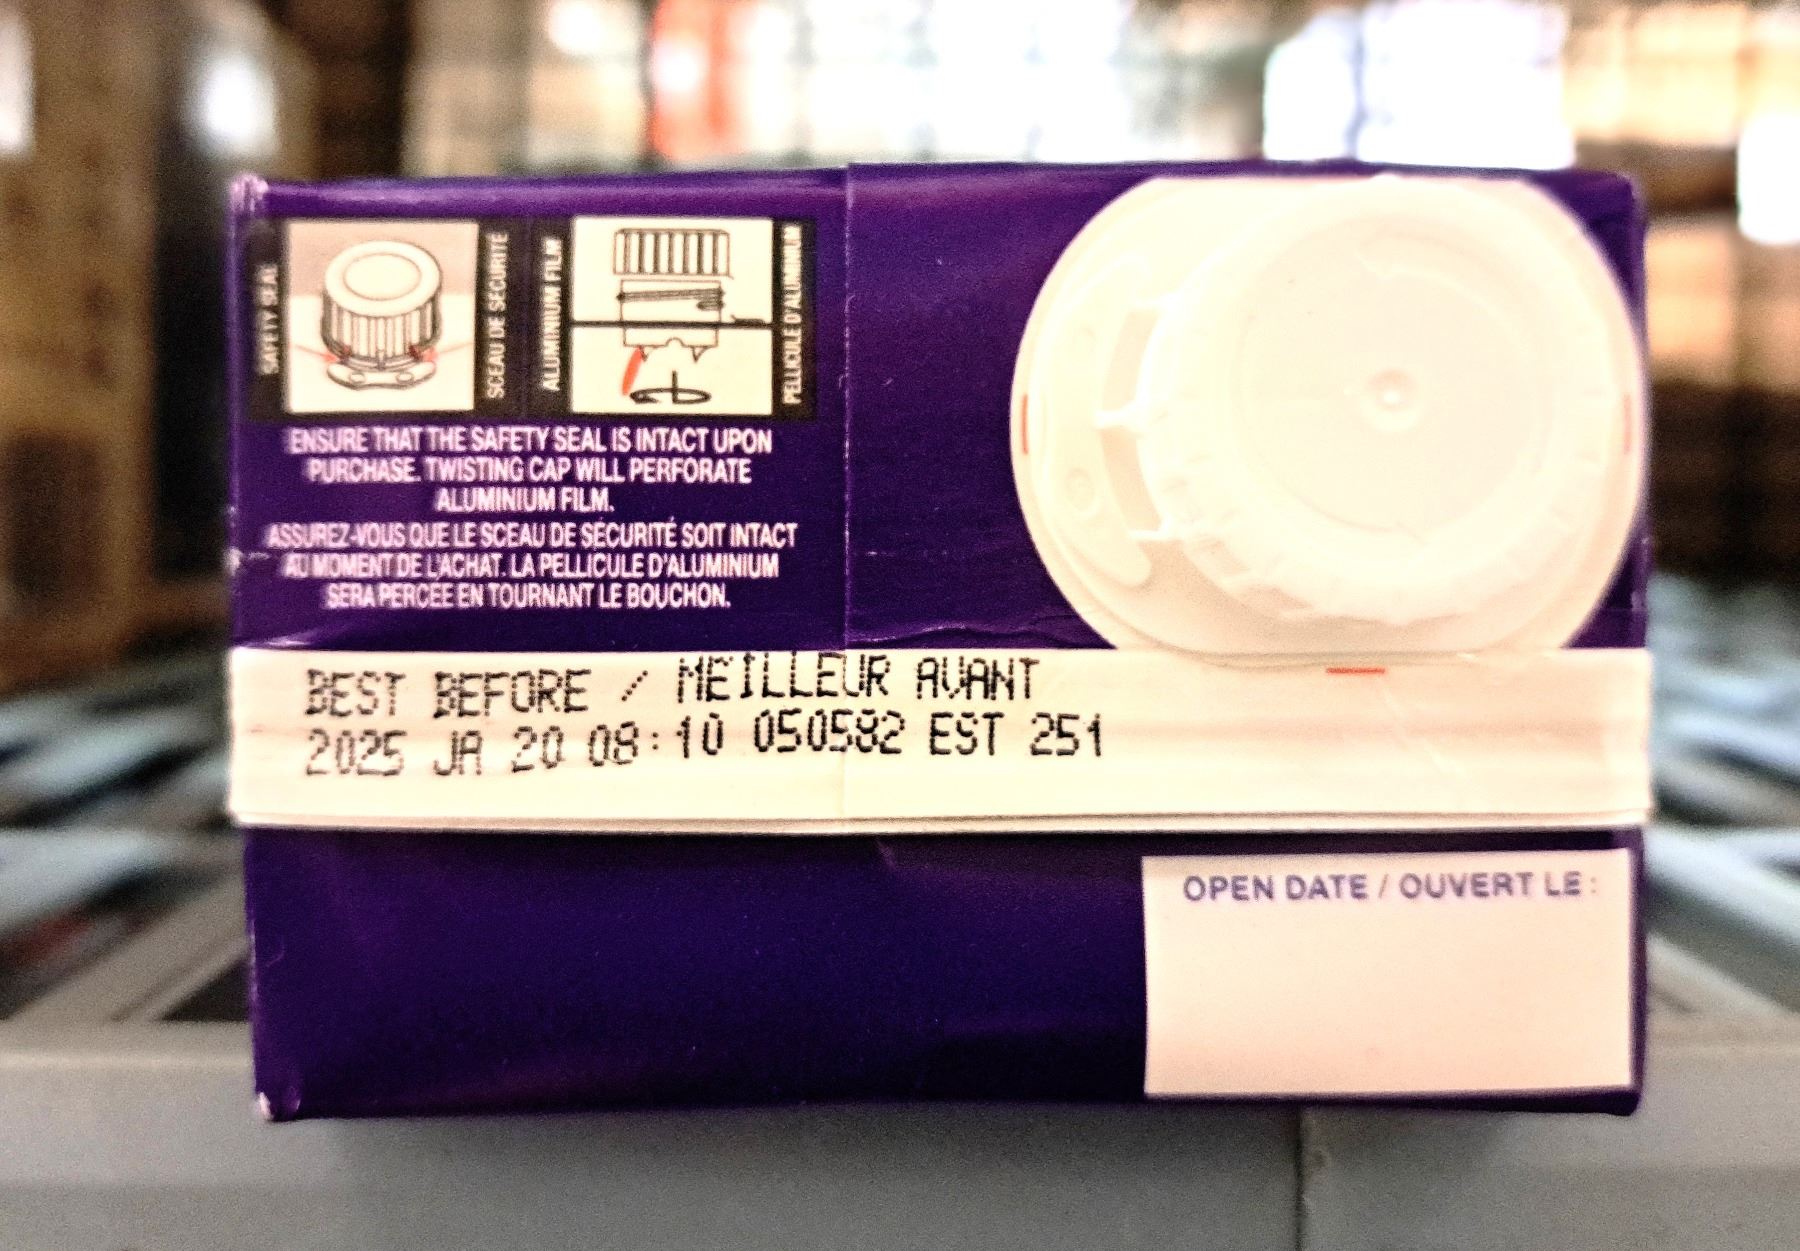 SAFETY SEAL
SCEAU DE SÉCURITÉ
ALUMINIUM FILM
PELLICULE D'ALUMINIUM
ENSURE THAT THE SAFETY SEAL IS INTACT UPON
PURCHASE. TWISTING CAP WILL PERFORATE
ALUMINIUM FILM.
ASSUREZ-VOUS QUE LE SCEAU DE SÉCURITÉ SOIT INTACT
AU MOMENT DE L'ACHAT. LA PELLICULE D'ALUMINIUM
SERA PERCÉE EN TOURNANT LE BOUCHON.
BEST BEFORE / MEILLEUR AVANT
2025 JA 20 08:10 050582 EST 251
OPEN DATE / OUVERT LE :